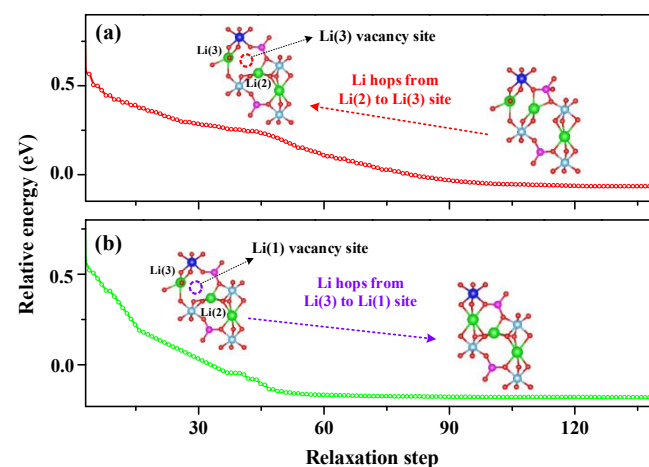 (a)
Li(3) vacancy site
Li(3)
Li(2)
Li hops from
Li(2) to Li(3) site
0.5
0.0
(b)
Li(1) vacancy site
Li(3)
Li(2)
Li hops from
Li(3) to Li(1) site
0.5
0.0
Relative energy (eV)
30
60
90
120
Relaxation step